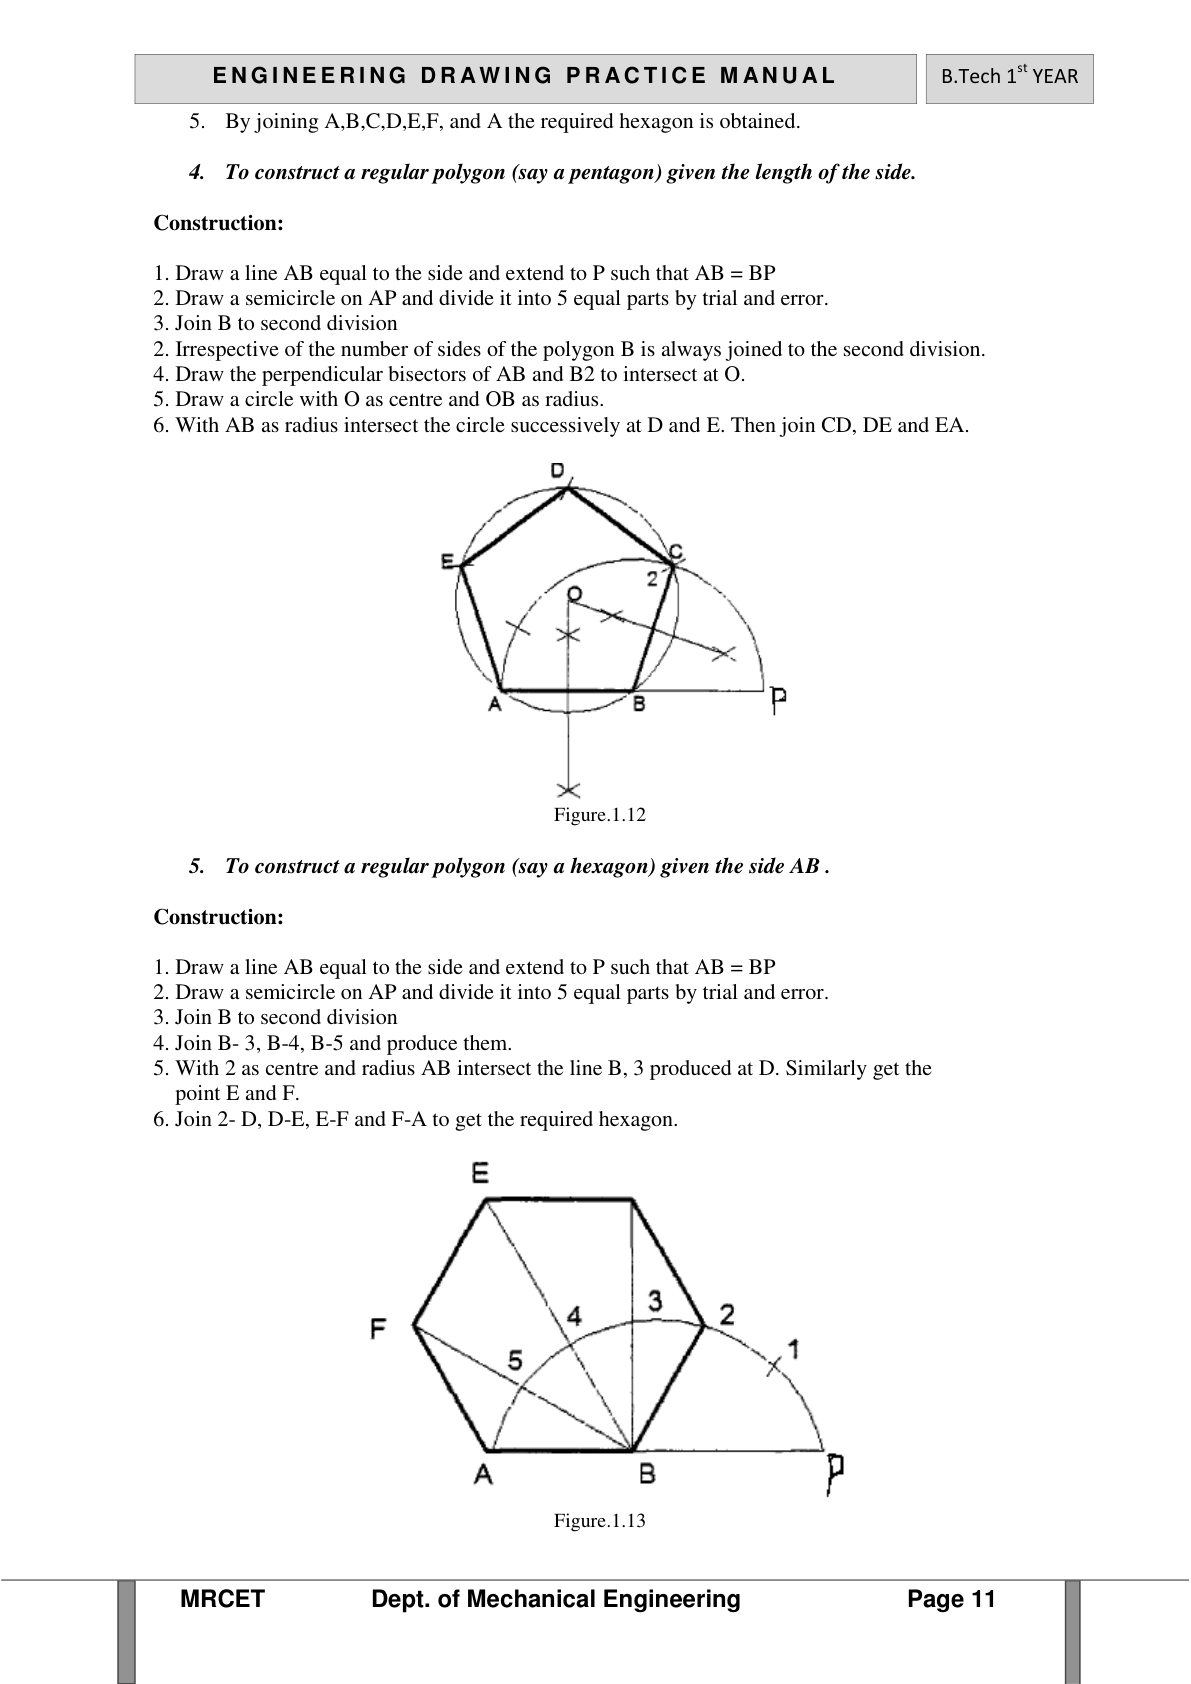 ENGINEERING DRAWING PRACTICE MANUAL
B.Tech 1st YEAR
5. By joining A,B,C,D,E,F, and A the required hexagon is obtained.
4. To construct a regular polygon (say a pentagon) given the length of the side.
Construction:
1. Draw a line AB equal to the side and extend to P such that AB = BP
2. Draw a semicircle on AP and divide it into 5 equal parts by trial and error.
3. Join B to second division
2. Irrespective of the number of sides of the polygon B is always joined to the second division.
4. Draw the perpendicular bisectors of AB and B2 to intersect at O.
5. Draw a circle with O as centre and OB as radius.
6. With AB as radius intersect the circle successively at D and E. Then join CD, DE and EA.
D
C
E
2
O
A
B
P
Figure.1.12
5. To construct a regular polygon (say a hexagon) given the side AB .
Construction:
1. Draw a line AB equal to the side and extend to P such that AB = BP
2. Draw a semicircle on AP and divide it into 5 equal parts by trial and error.
3. Join B to second division
4. Join B- 3, B-4, B-5 and produce them.
5. With 2 as centre and radius AB intersect the line B, 3 produced at D. Similarly get the
point E and F.
6. Join 2- D, D-E, E-F and F-A to get the required hexagon.
E
3
2
4
F
1
5
A
B
P
Figure.1.13
MRCET Dept. of Mechanical Engineering Page 11